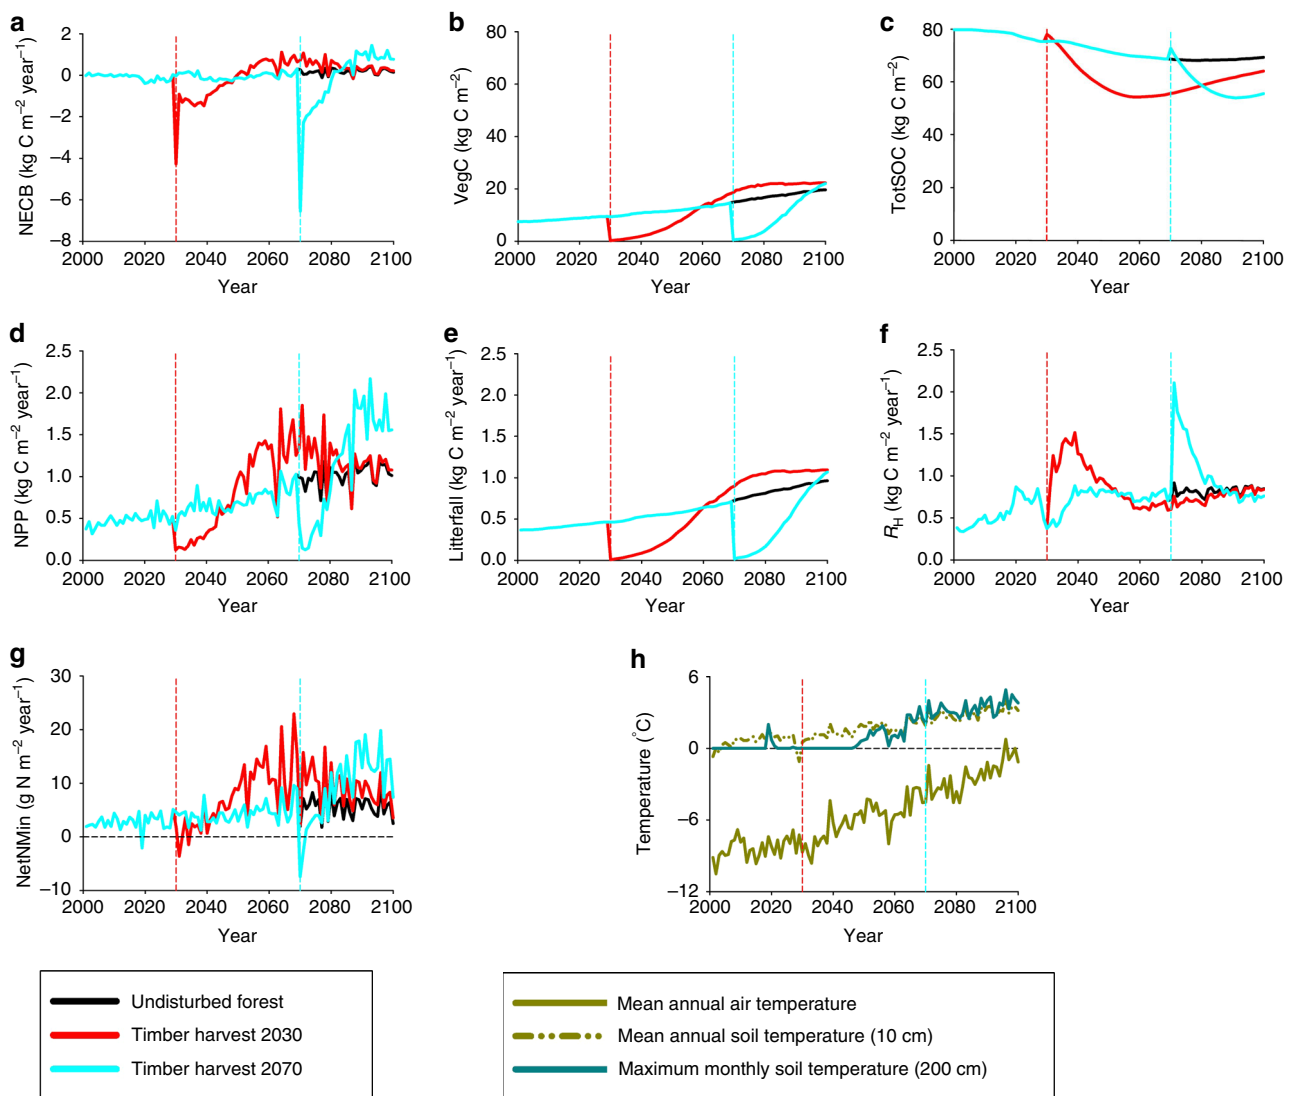 a
NECB (kg C m−2 year−1)
2
0
−2
−4
−6
−8
2000 2020 2040 2060 2080 2100
Year
b
VegC (kg C m−2)
80
60
40
20
0
2000 2020 2040 2060 2080 2100
Year
c
TotSOC (kg C m−2)
80
60
40
20
0
2000 2020 2040 2060 2080 2100
Year
d
NPP (kg C m−2 year−1)
2.5
2.0
1.5
1.0
0.5
0.0
2000 2020 2040 2060 2080 2100
Year
e
Litterfall (kg C m−2 year−1)
2.5
2.0
1.5
1.0
0.5
0.0
2000 2020 2040 2060 2080 2100
Year
f
RH (kg C m−2 year−1)
2.5
2.0
1.5
1.0
0.5
0.0
2000 2020 2040 2060 2080 2100
Year
g
NetNMin (g N m−2 year−1)
30
20
10
0
−10
2000 2020 2040 2060 2080 2100
Year
h
Temperature (°C)
6
0
−6
−12
2000 2020 2040 2060 2080 2100
Year
Undisturbed forest
Timber harvest 2030
Timber harvest 2070
Mean annual air temperature
Mean annual soil temperature (10 cm)
Maximum monthly soil temperature (200 cm)